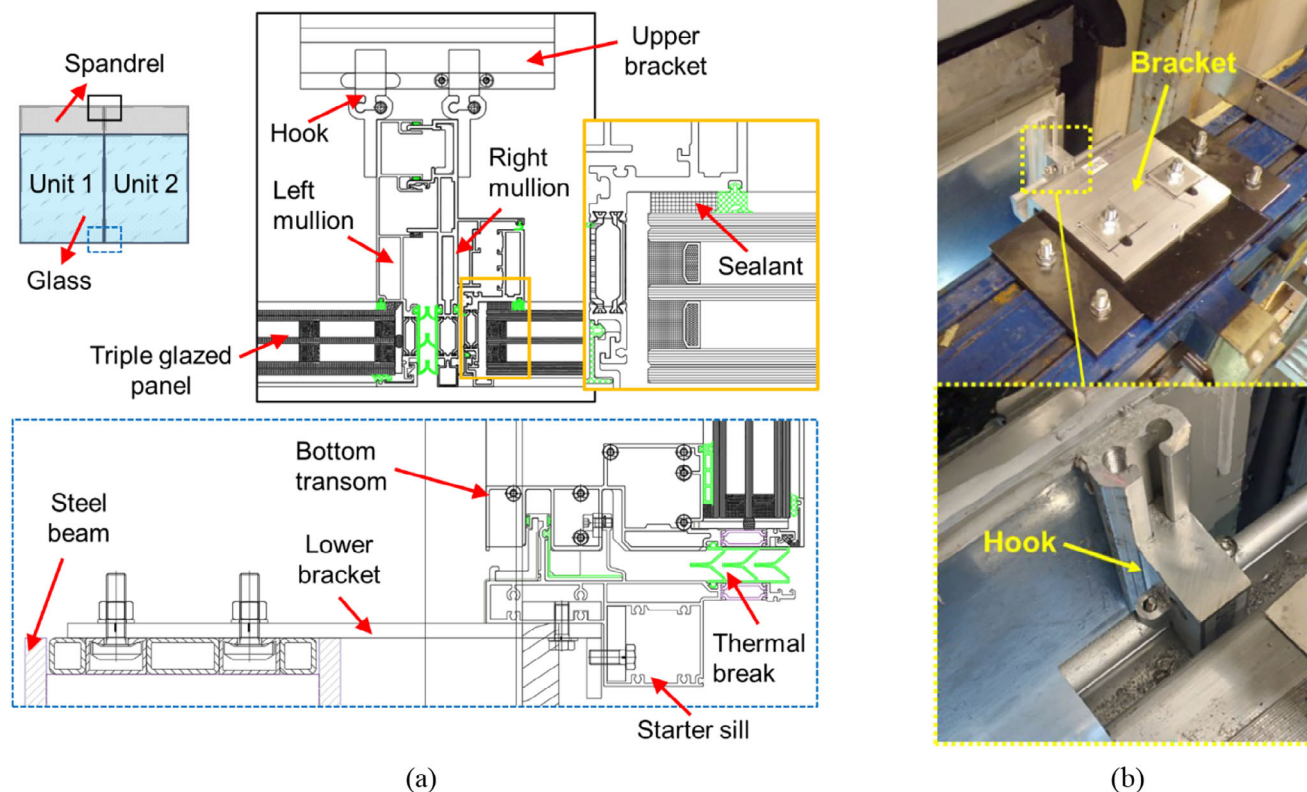 Spandrel
Unit 1
Unit 2
Glass
Upper
bracket
Hook
Left
mullion
Right
mullion
Triple glazed
panel
Sealant
Steel
beam
Bottom
transom
Lower
bracket
Thermal
break
Starter sill
(a)
Bracket
Hook
(b)